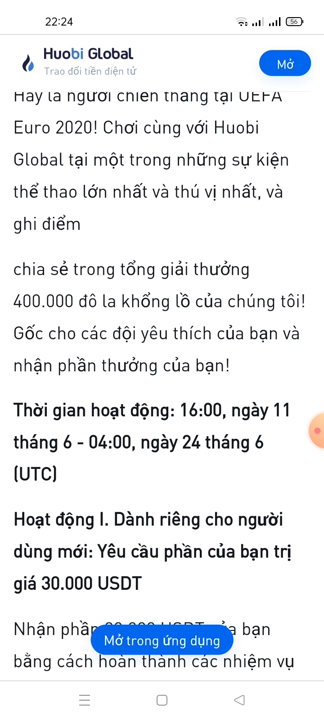 22:24
56
Huobi Global
Trao đổi tiền điện tử
Mở
Hãy là người chiến thắng tại UEFA
Euro 2020! Chơi cùng với Huobi
Global tại một trong những sự kiện
thể thao lớn nhất và thú vị nhất, và
ghi điểm
chia sẻ trong tổng giải thưởng
400.000 đô la khổng lồ của chúng tôi!
Gốc cho các đội yêu thích của bạn và
nhận phần thưởng của bạn!
Thời gian hoạt động: 16:00, ngày 11
tháng 6 - 04:00, ngày 24 tháng 6
(UTC)
Hoạt động I. Dành riêng cho người
dùng mới: Yêu cầu phần của bạn trị
giá 30.000 USDT
Nhận phần bạn
Mở trong ứng dụng
bằng cách hoàn thành các nhiệm vụ